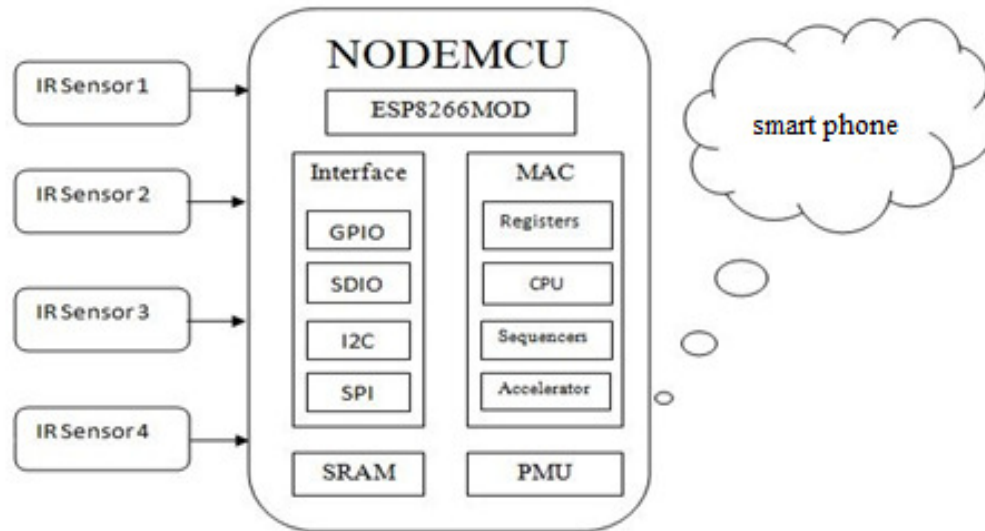 NODEMCU
ESP8266MOD
IR Sensor 1
IR Sensor 2
IR Sensor 3
IR Sensor 4
Interface
GPIO
SDIO
I2C
SPI
MAC
Registers
CPU
Sequencers
Accelerator
SRAM
PMU
smart phone